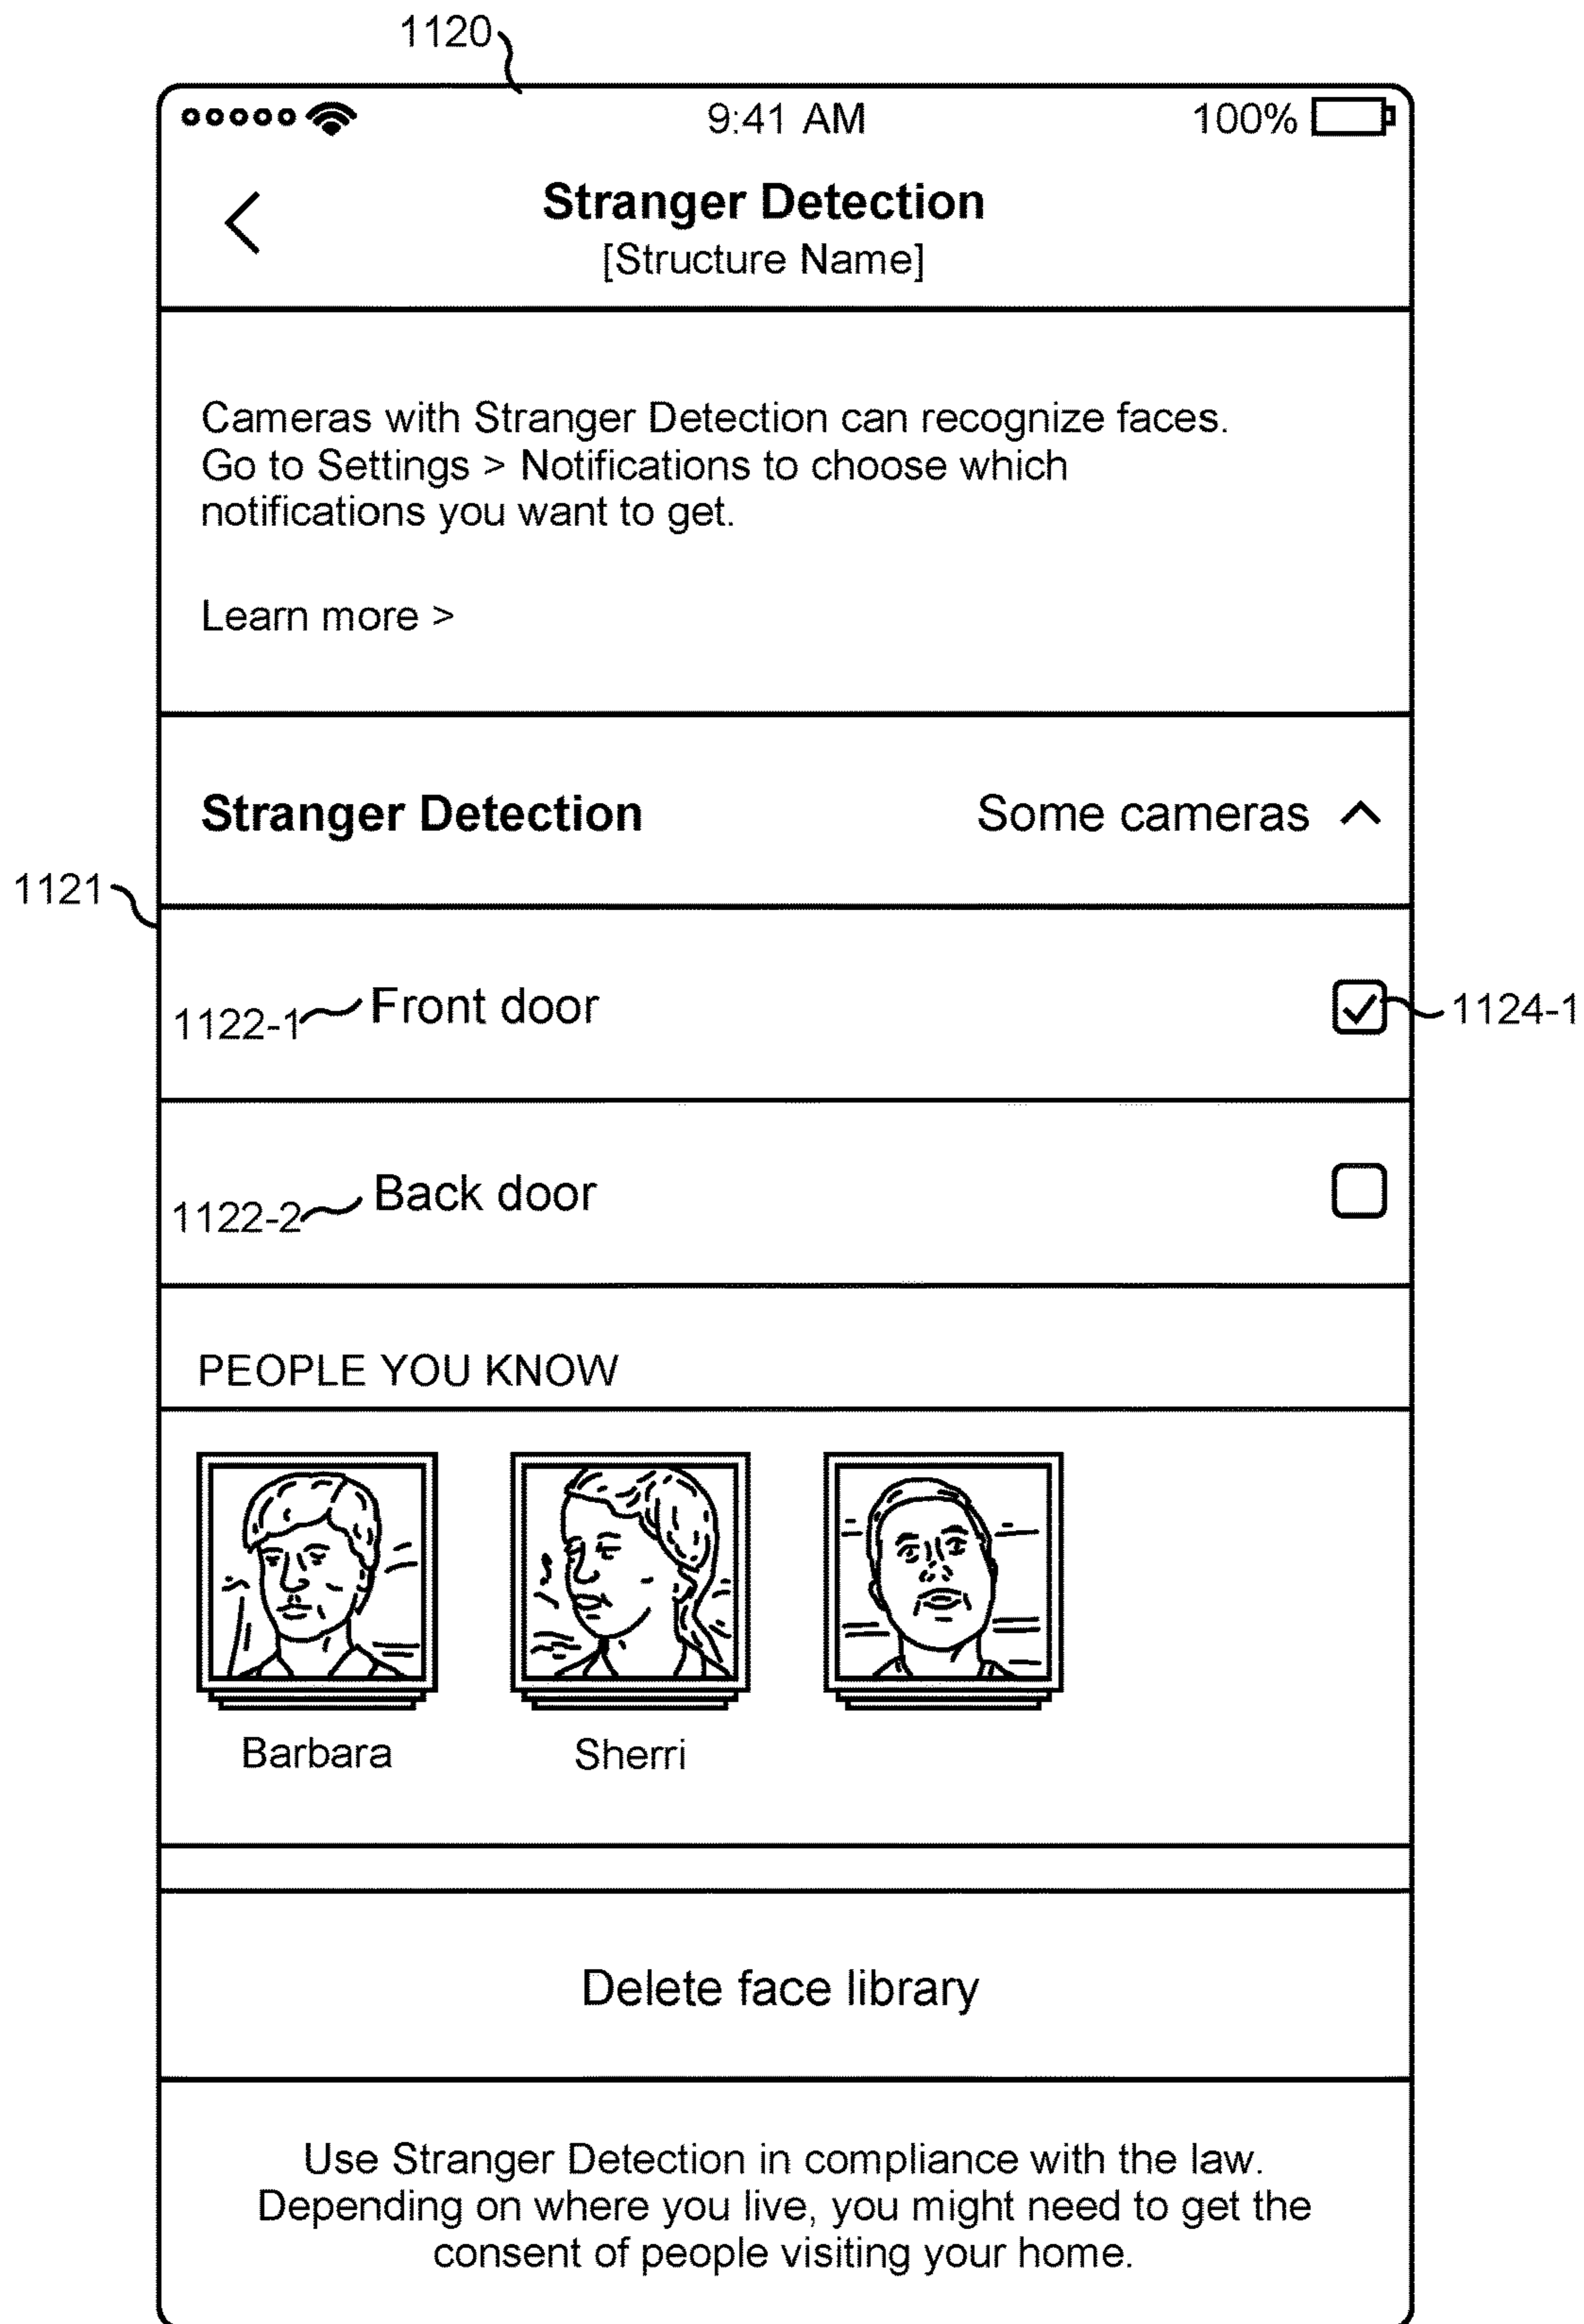 1120
9:41 AM 100%
Stranger Detection
[Structure Name]
Cameras with Stranger Detection can recognize faces.
Go to Settings > Notifications to choose which
notifications you want to get.
Learn more >
Stranger Detection Some cameras
1121
1122-1 Front door 1124-1
1122-2 Back door
PEOPLE YOU KNOW
Barbara Sherri
Delete face library
Use Stranger Detection in compliance with the law.
Depending on where you live, you might need to get the
consent of people visiting your home.